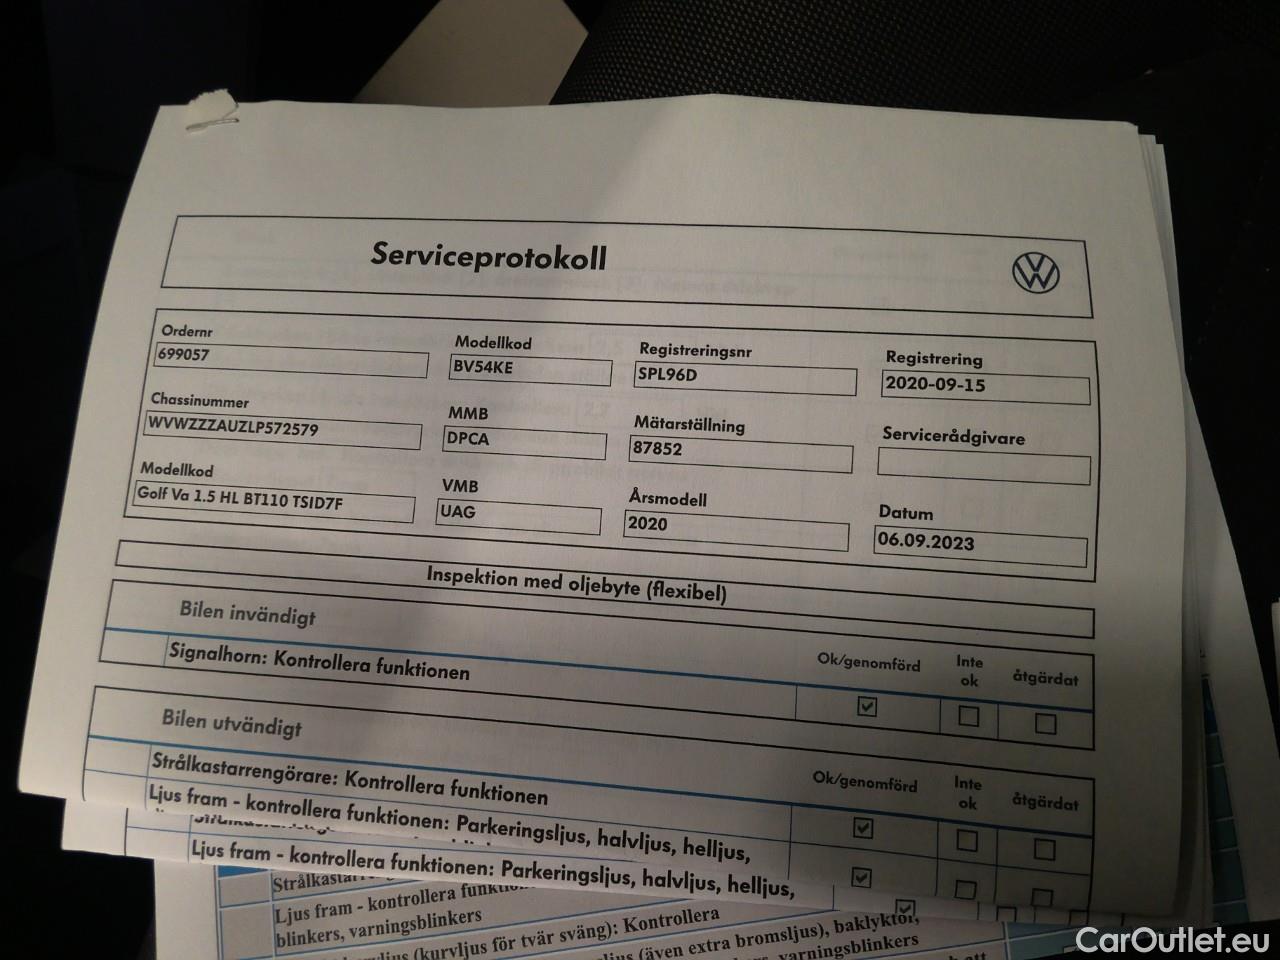 Serviceprotokoll
Ordernr
699057
Modellkod
BV54KE
Registreringsnr
SPL96D
Registrering
2020-09-15
Chassinummer
WVWZZZAUZLP572579
MMB
DPCA
Mätarställning
87852
Servicerådgivare
Modellkod
Golf Va 1.5 HL BT110 TSID7F
VMB
UAG
Årsmodell
2020
Datum
06.09.2023
Inspektion med oljebyte (flexibel)
Bilen invändigt
Ok/genomförd
Inte ok
åtgärdat
Signalhorn: Kontrollera funktionen
Bilen utvändigt
Ok/genomförd
Inte ok
åtgärdat
Strålkastarrengörare: Kontrollera funktionen
Ljus fram - kontrollera funktionen: Parkeringsljus, halvljus, helljus,
Ljus fram - kontrollera funktionen: Parkeringsljus, halvljus, helljus,
Ljus fram - kontrollera
blinkers, varningsblinkers
(kurvljus för tvär sväng): Kontrollera
(även extra bromsljus), baklyktor,
varningsblinkers
CarOutlet.eu